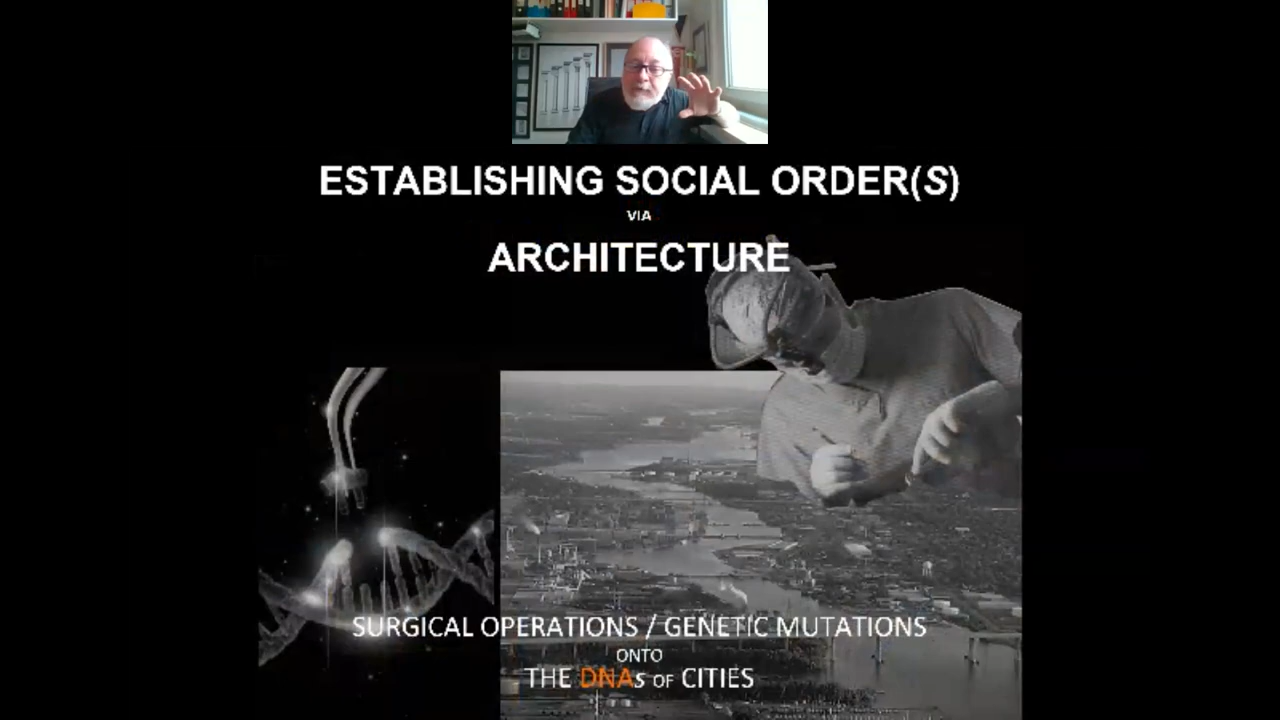 ESTABLISHING SOCIAL ORDER(S)
VIA
ARCHITECTURE
SURGICAL OPERATIONS / GENETIC MUTATIONS
ONTO
THE DNAs OF CITIES